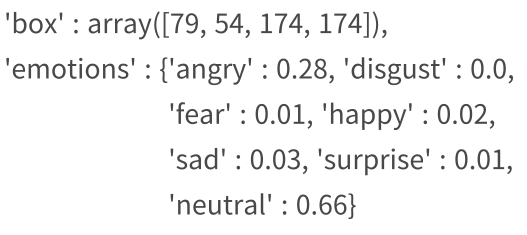 'box' : array([79, 54, 174, 174]),
'emotions' : {'angry' : 0.28, 'disgust' : 0.0,
'fear' : 0.01, 'happy' : 0.02,
'sad' : 0.03, 'surprise' : 0.01,
'neutral' : 0.66}